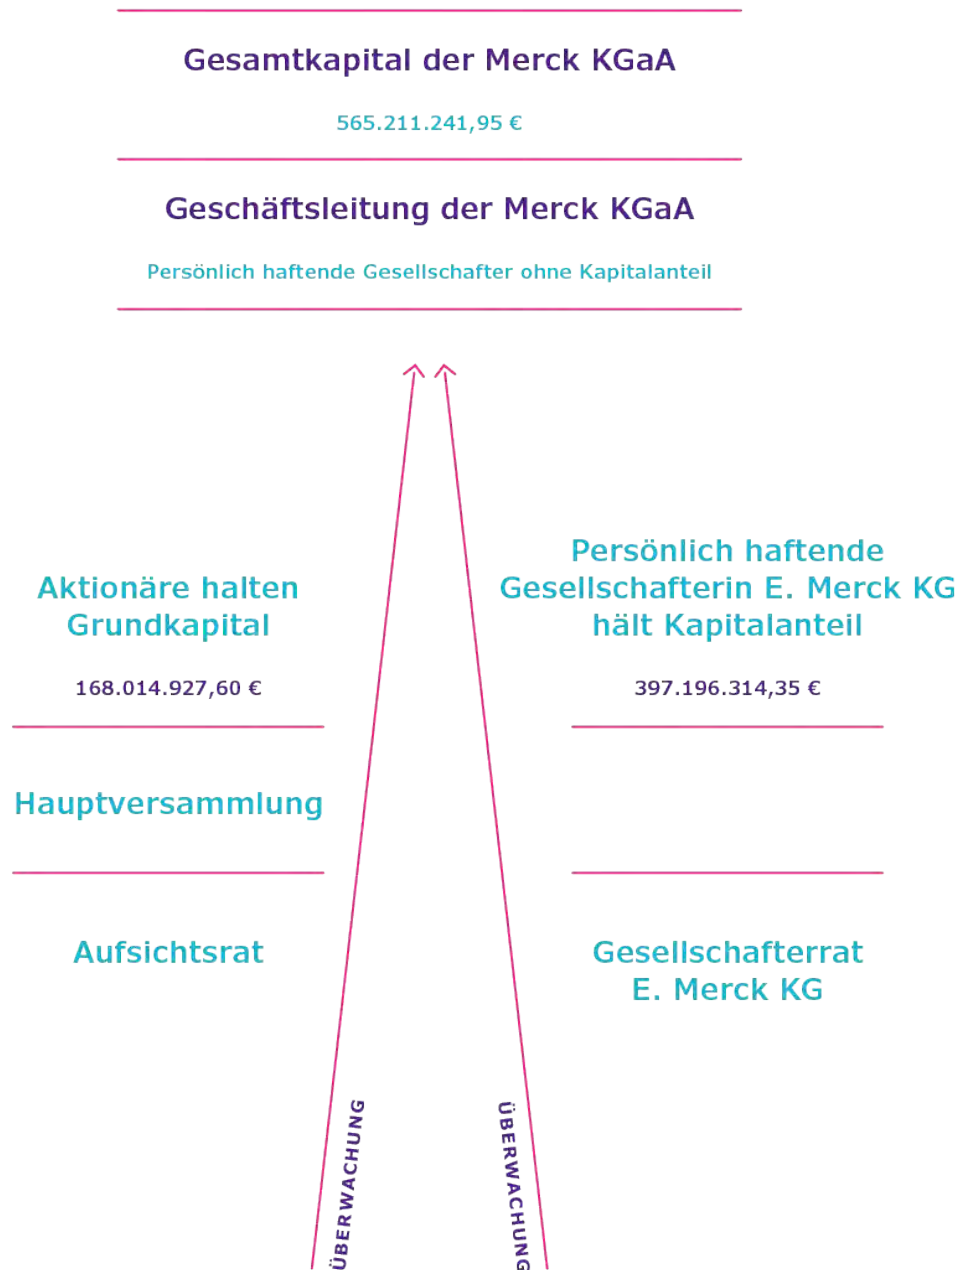 Gesamtkapital der Merck KGaA
565.211.241,95 €
Geschäftsleitung der Merck KGaA
Persönlich haftende Gesellschafter ohne Kapitalanteil
Aktionäre halten
Grundkapital
168.014.927,60 €
Hauptversammlung
Aufsichtsrat
Persönlich haftende
Gesellschafterin E. Merck KG
hält Kapitalanteil
397.196.314,35 €
Gesellschafterrat
E. Merck KG
ÜBERWACHUNG
ÜBERWACHUNG